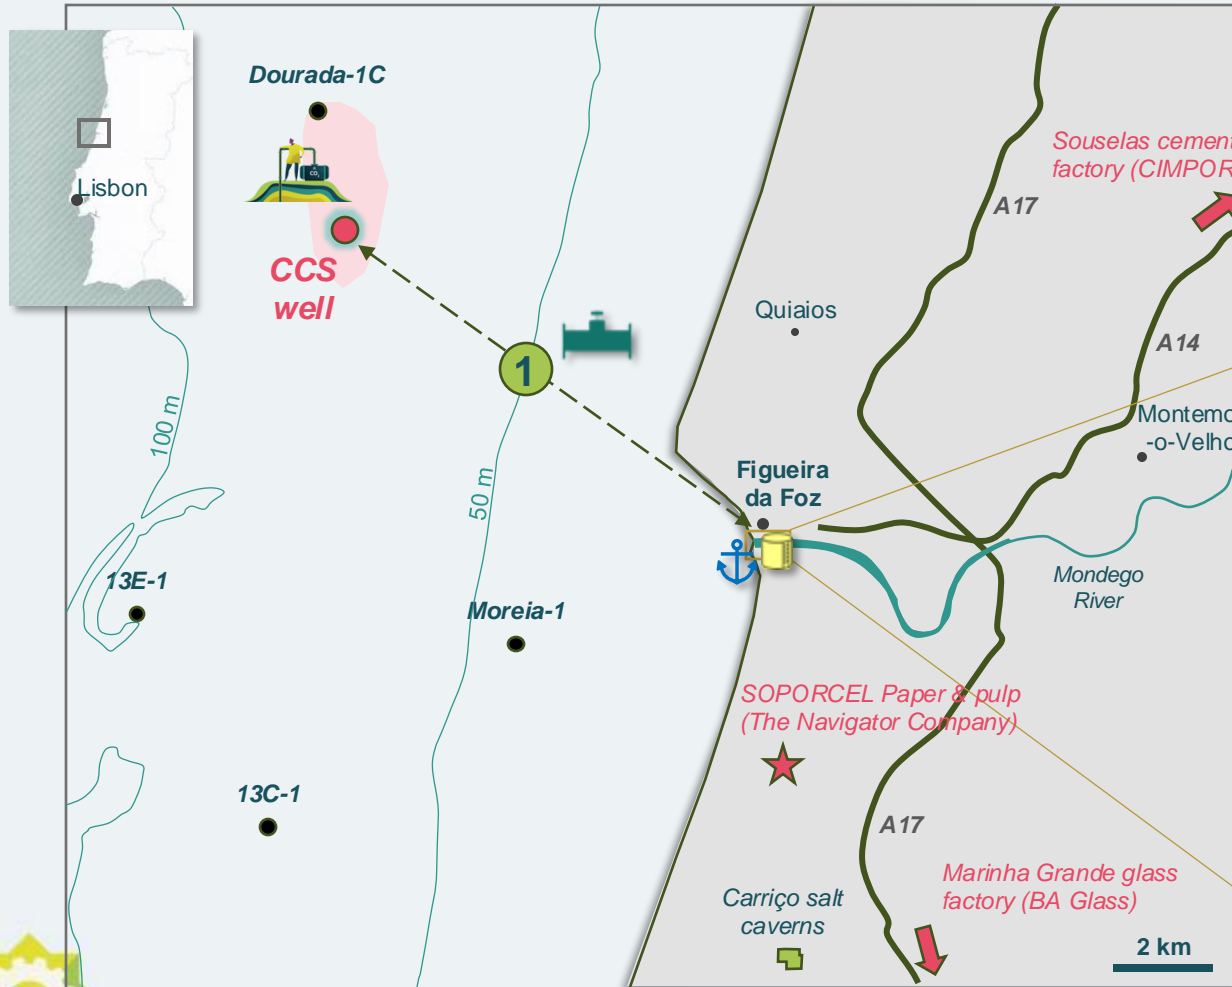 Dourada-1C
CO₂
Lisbon
CCS
well
1
100 m
50 m
13E-1
Moreia-1
13C-1
Souselas cement
factory (CIMPOR
A17
Quiaios
A14
Montemo
-o-Velho
Figueira
da Foz
Mondego
River
SOPORCEL Paper & pulp
(The Navigator Company)
A17
Marinha Grande glass
factory (BA Glass)
Carriço salt
caverns
2 km